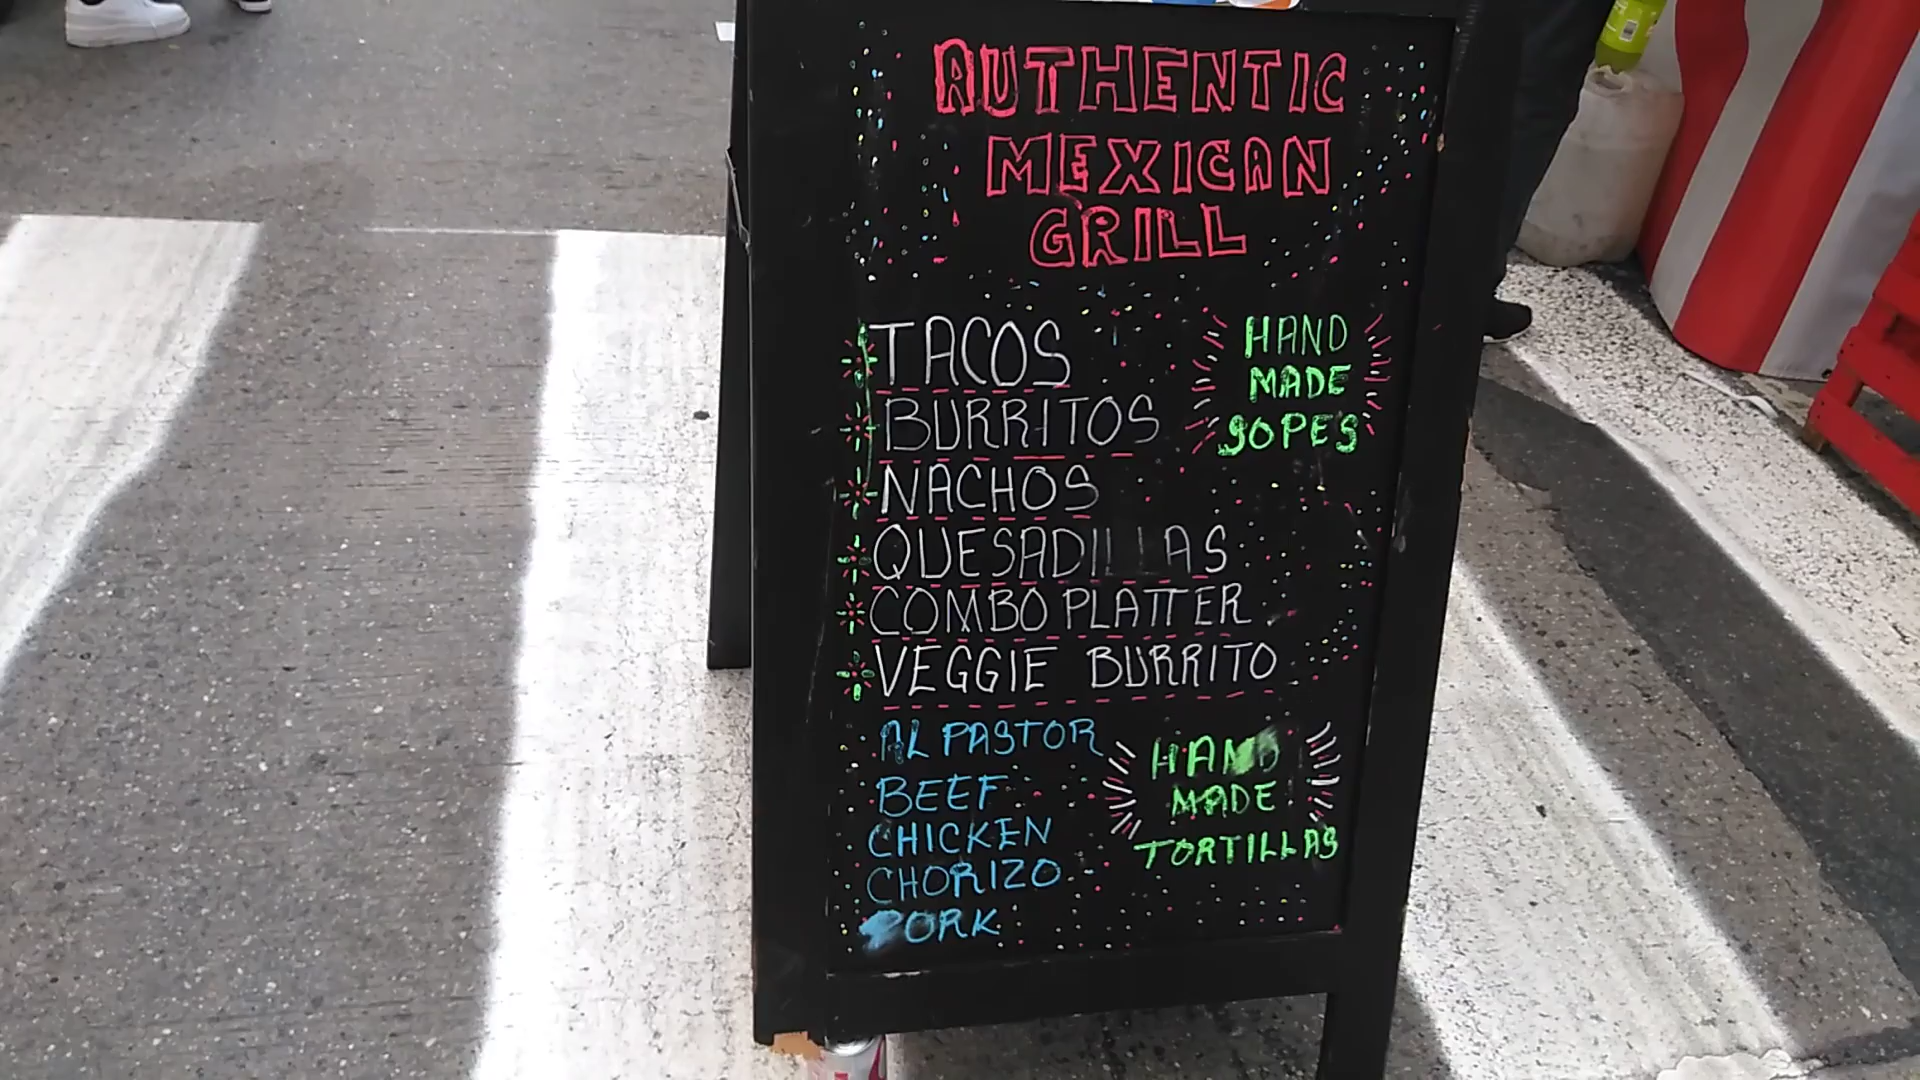 AUTHENTIC
MEXICAN
GRILL
TACOS
BURRITOS
NACHOS
QUESADILLAS
COMBO PLATTER
VEGGIE BURRITO
HAND
MADE
SOPES
AL PASTOR
BEEF
CHICKEN
CHORIZO
PORK
HAND
MADE
TORTILLAS